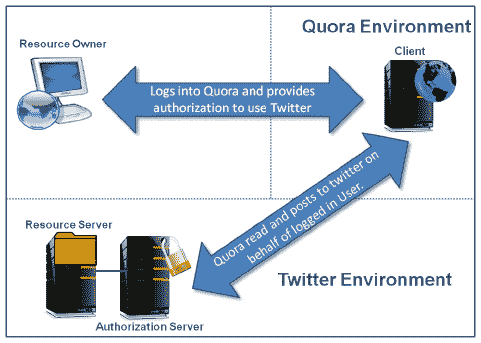 Quora Environment
Resource Owner
Client
Logs into Quora and provides
authorization to use Twitter
Quora read and posts to twitter on
behalf of logged in User.
Resource Server
Twitter Environment
Authorization Server